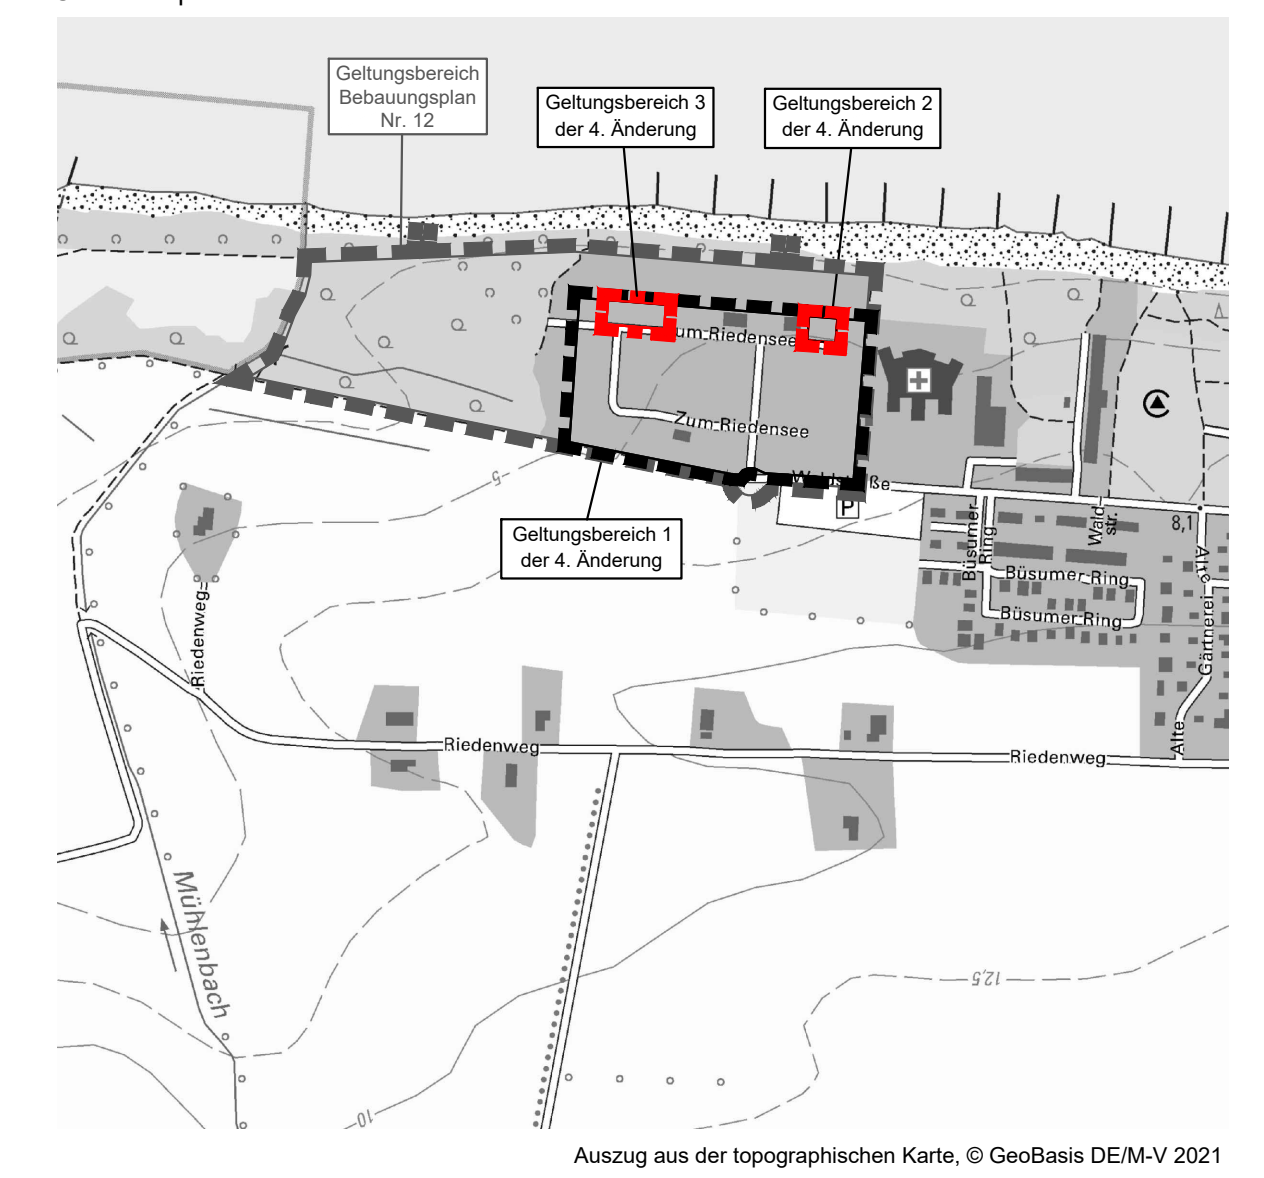 Geltungsbereich
Bebauungsplan
Nr. 12
Geltungsbereich 3
der 4. Änderung
Geltungsbereich 2
der 4. Änderung
um-Riedensee
Zum-Riedensee
Waldstraße
P
5
Geltungsbereich 1
der 4. Änderung
Wald
str.
8,1
Büsumer
Ring
Büsumer-Ring
Büsumer-Ring
Alte
Gärtnerei
Alte
Riedenweg
Riedenweg
Riedenweg
Mühlenbach
12,5
10
Auszug aus der topographischen Karte, © GeoBasis DE/M-V 2021